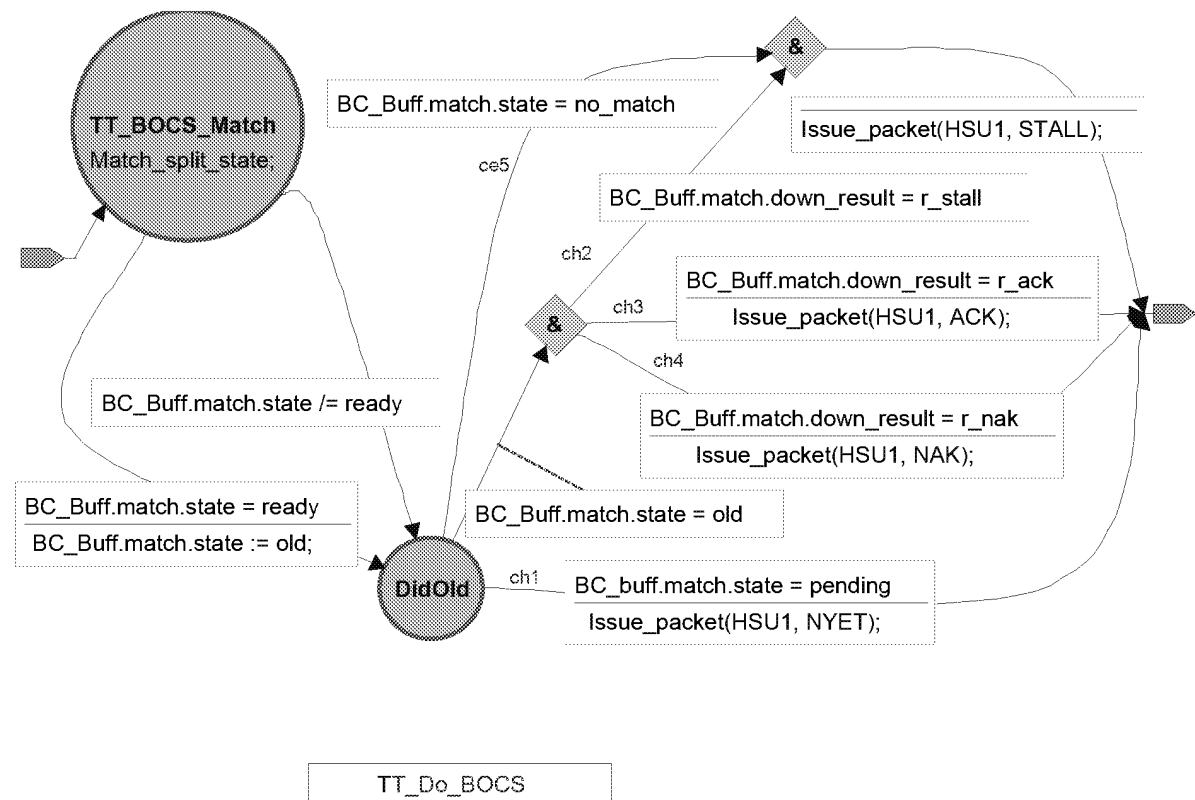 &
BC_Buff.match.state = no_match
TT_BOCS_Match
Match_split_state;
Issue_packet(HSU1, STALL);
ce5
BC_Buff.match.down_result = r_stall
ch2
BC_Buff.match.down_result = r_ack
Issue_packet(HSU1, ACK);
ch3
&
ch4
BC_Buff.match.state /= ready
BC_Buff.match.down_result = r_nak
Issue_packet(HSU1, NAK);
BC_Buff.match.state = ready
BC_Buff.match.state := old;
BC_Buff.match.state = old
DidOld
ch1
BC_buff.match.state = pending
Issue_packet(HSU1, NYET);
TT_Do_BOCS